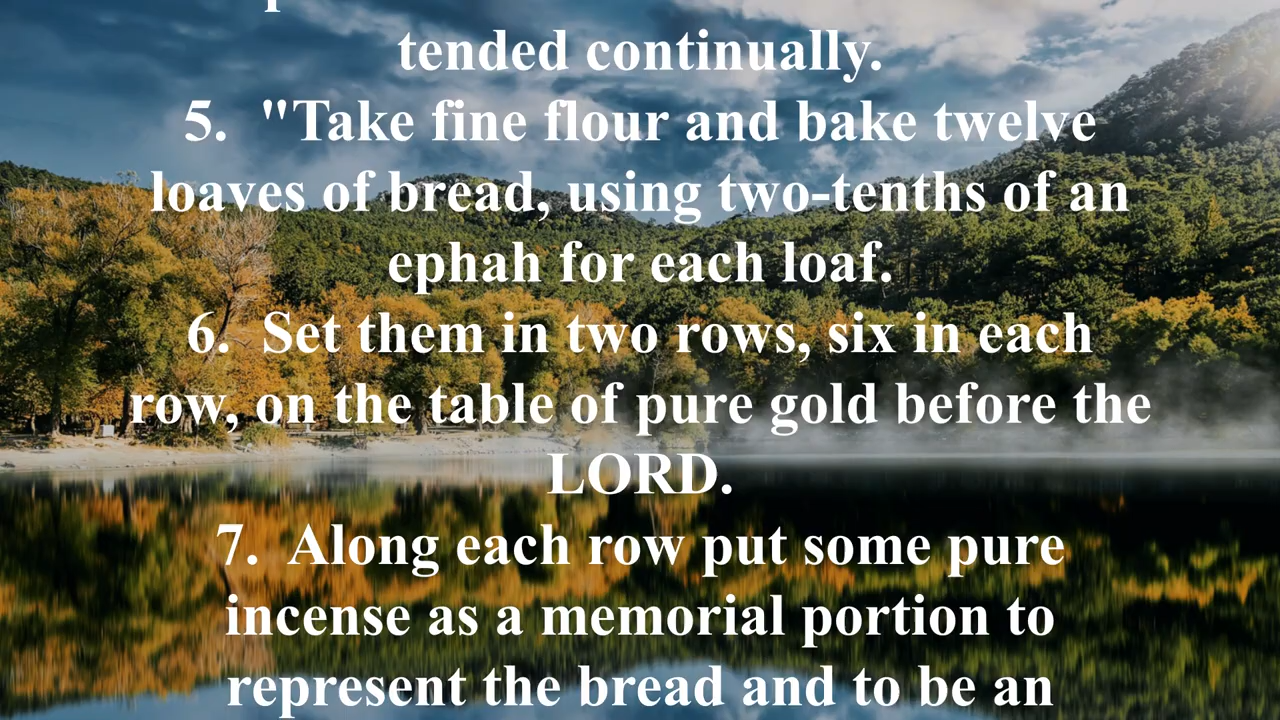 tended continually.
5.  "Take fine flour and bake twelve
loaves of bread, using two-tenths of an
ephah for each loaf.
6.  Set them in two rows, six in each
row, on the table of pure gold before the
LORD.
7.  Along each row put some pure
incense as a memorial portion to
represent the bread and to be an